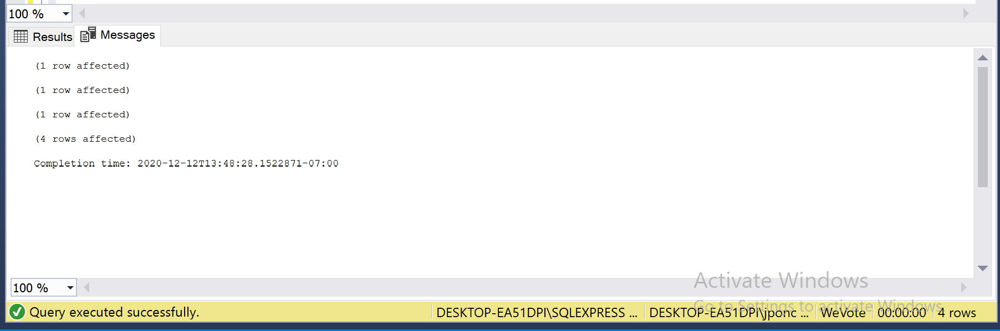 100 %
Results Messages
(1 row affected)
(1 row affected)
(1 row affected)
(4 rows affected)
Completion time: 2020-12-12T13:48:28.1522871-07:00
Activate Windows
100 %
Go to Settings to activate Windows.
Query executed successfully. DESKTOP-EA51DPI\SQLEXPRESS ... DESKTOP-EA51DPI\jponc ... WeVote 00:00:00 4 rows